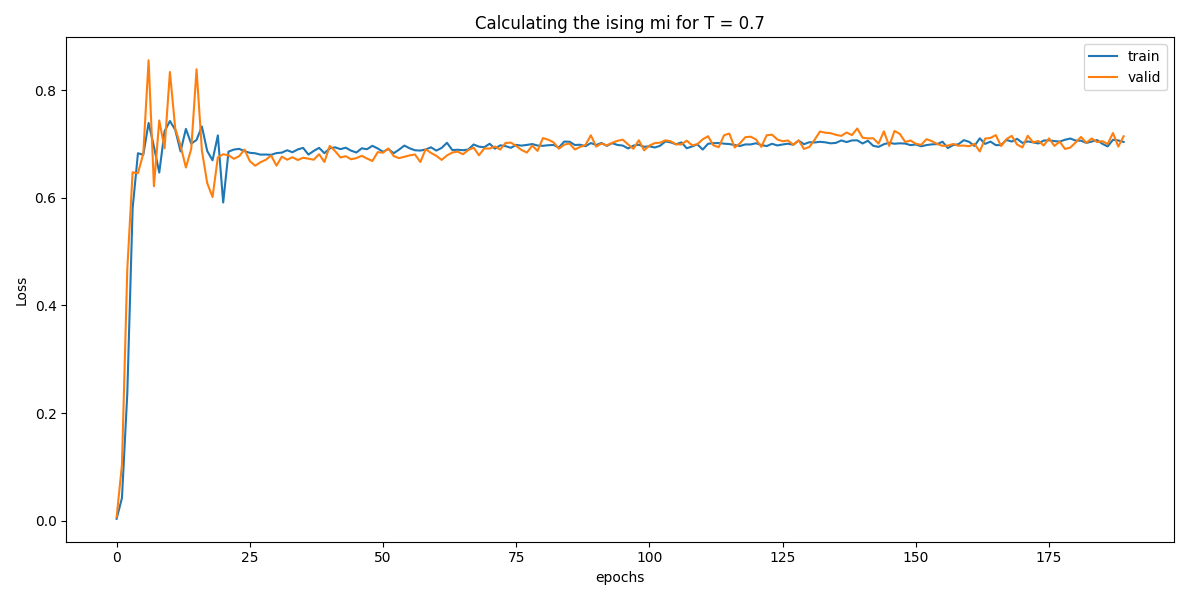 Calculating the ising mi for T = 0.7
train
valid
Loss
0.8
0.6
0.4
0.2
0.0
0 25 50 75 100 125 150 175
epochs